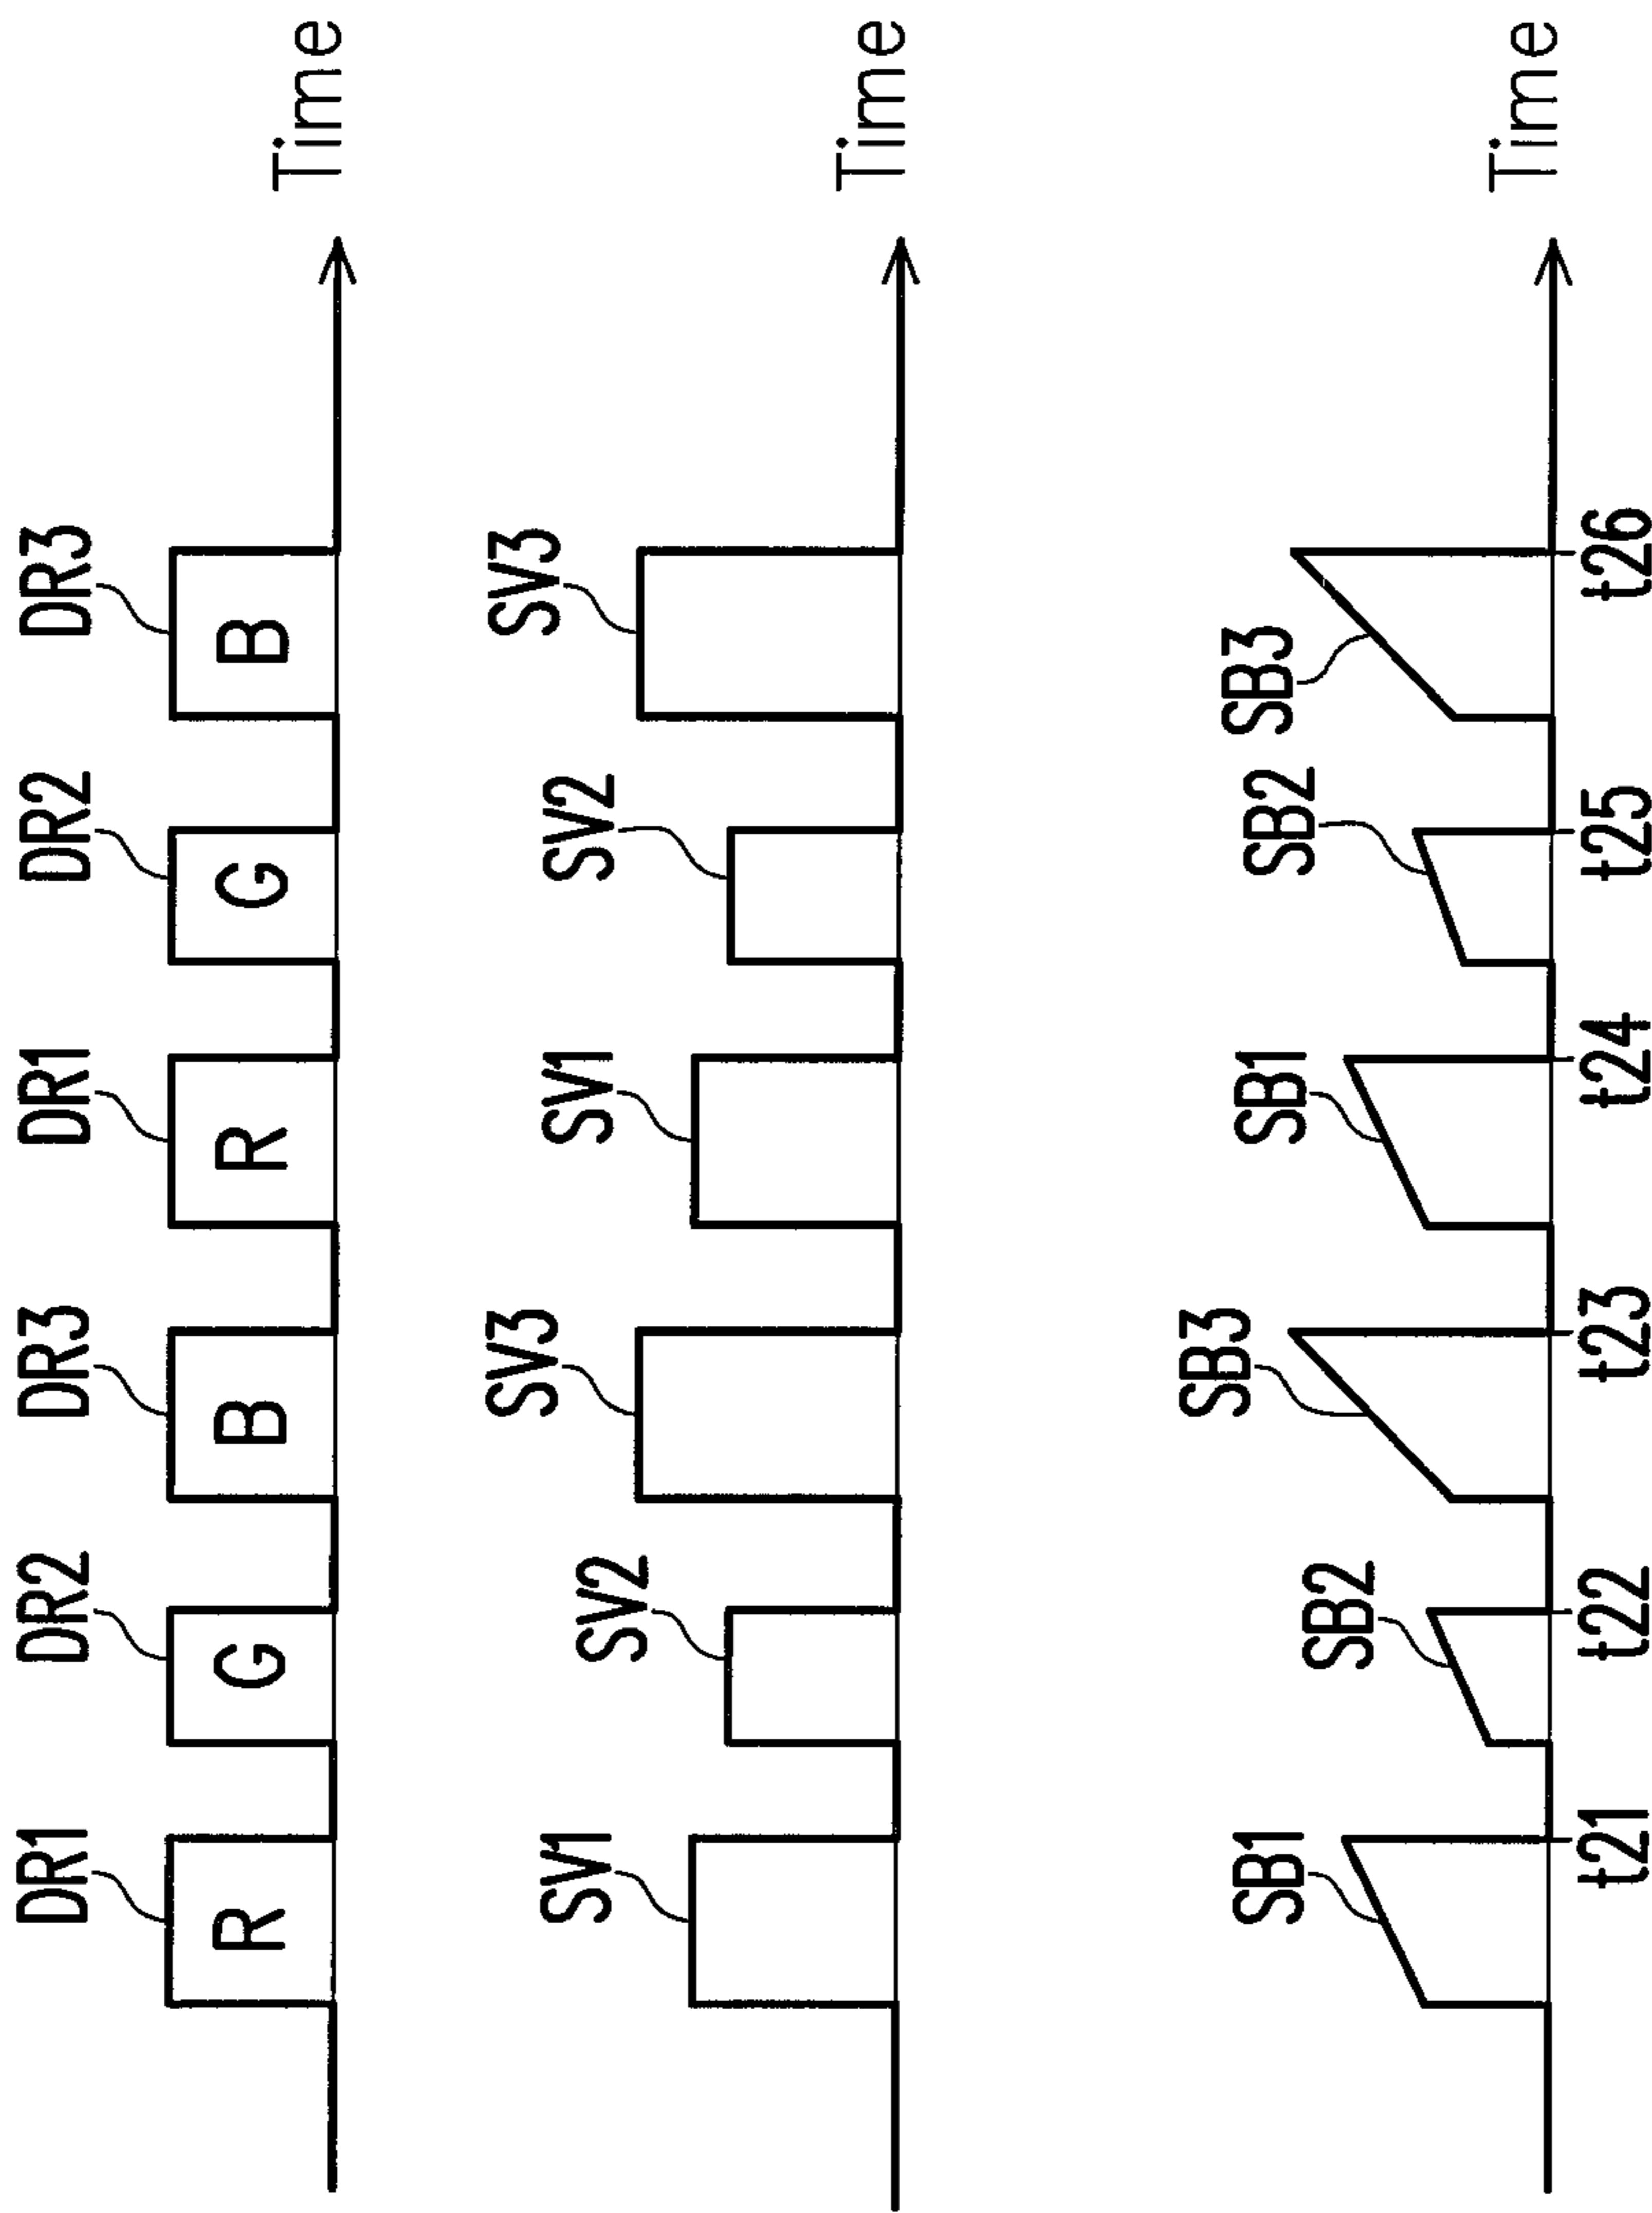 DR1 DR2 DR3 DR1 DR2 DR3
R G B R G B
Time
SV1 SV2 SV3 SV1 SV2 SV3
Time
SB1 SB2 SB3 SB1 SB2 SB3
Time
t21 t22 t23 t24 t25 t26